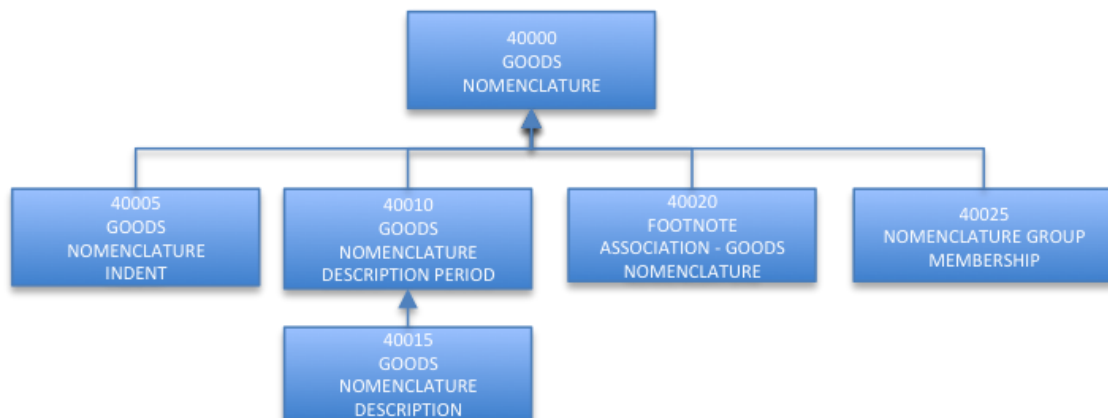 40000
GOODS
NOMENCLATURE
40005
GOODS
NOMENCLATURE
INDENT
40010
GOODS
NOMENCLATURE
DESCRIPTION PERIOD
40020
FOOTNOTE
ASSOCIATION - GOODS
NOMENCLATURE
40025
NOMENCLATURE GROUP
MEMBERSHIP
40015
GOODS
NOMENCLATURE
DESCRIPTION